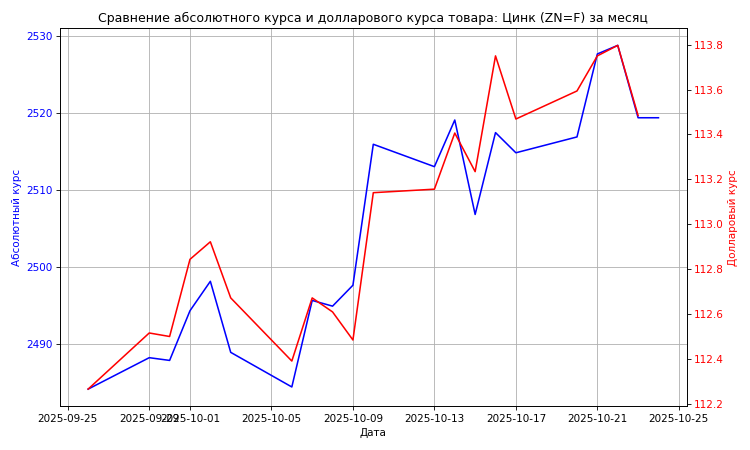 Сравнение абсолютного курса и долларового курса товара: Цинк (ZN=F) за месяц
2530
2520
2510
2500
2490
Абсолютный курс
113.8
113.6
113.4
113.2
113.0
112.8
112.6
112.4
112.2
Долларовый курс
2025-09-25 2025-09-29 2025-10-01 2025-10-05 2025-10-09 2025-10-13 2025-10-17 2025-10-21 2025-10-25
Дата